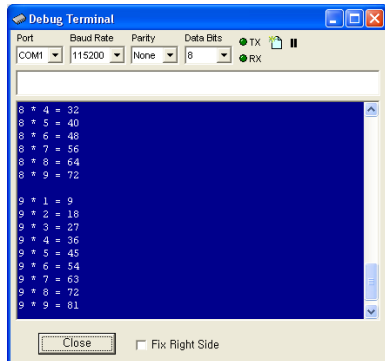 Debug Terminal
Port Baud Rate Parity Data Bits
COM1 115200 None 8
TX
RX
8 * 4 = 32
8 * 5 = 40
8 * 6 = 48
8 * 7 = 56
8 * 8 = 64
8 * 9 = 72
9 * 1 = 9
9 * 2 = 18
9 * 3 = 27
9 * 4 = 36
9 * 5 = 45
9 * 6 = 54
9 * 7 = 63
9 * 8 = 72
9 * 9 = 81
Close Fix Right Side